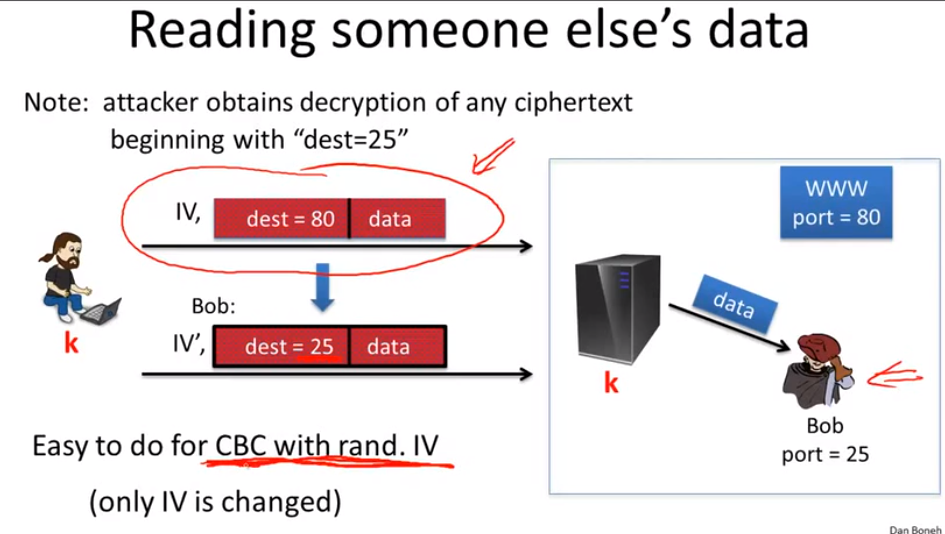 Reading someone else's data
Note: attacker obtains decryption of any ciphertext
beginning with “dest=25”
IV,
dest = 80
data
Bob:
IV’,
dest = 25
data
k
Easy to do for CBC with rand. IV
(only IV is changed)
WWW
port = 80
data
k
Bob
port = 25
Dan Boneh